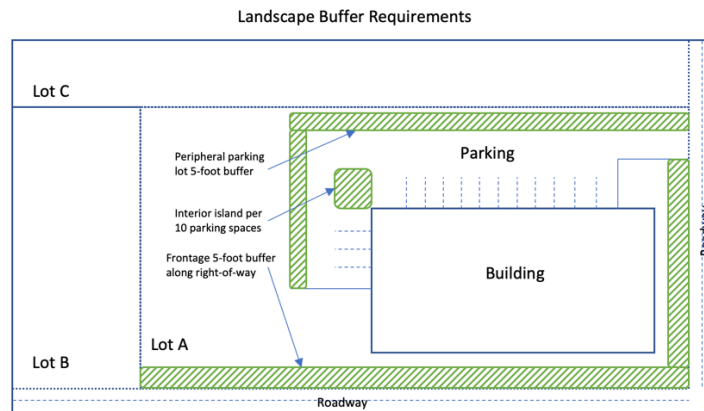 Landscape Buffer Requirements
Lot C
Peripheral parking
lot 5-foot buffer
Parking
Interior island per
10 parking spaces
Frontage 5-foot buffer
along right-of-way
Building
Lot A
Lot B
Roadway
Roadway